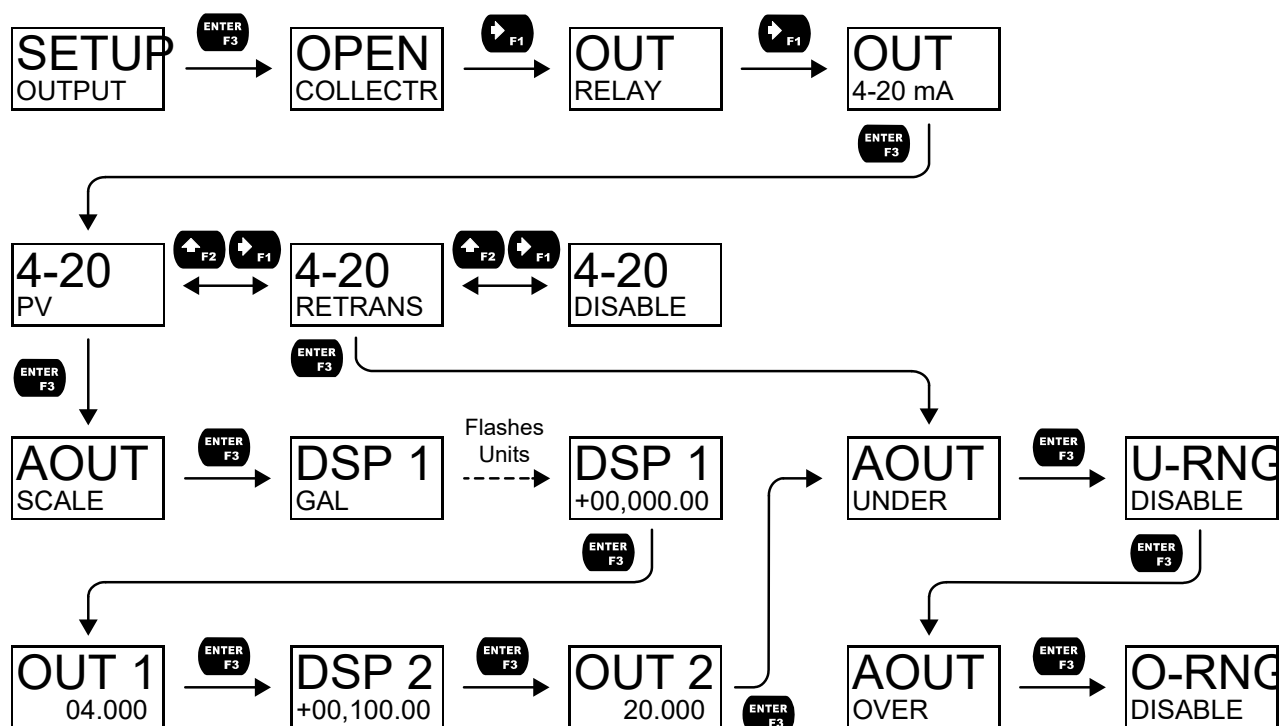 ENTER
F3
F1
F1
SETUP
OUTPUT
OPEN
COLLECTR
OUT
RELAY
OUT
4-20 mA
ENTER
F3
4-20
PV
F2
F1
4-20
RETRANS
F2
F1
4-20
DISABLE
ENTER
F3
ENTER
F3
AOUT
SCALE
ENTER
F3
DSP 1
GAL
Flashes
Units
DSP 1
+00,000.00
AOUT
UNDER
ENTER
F3
U-RNG
DISABLE
ENTER
F3
ENTER
F3
OUT 1
04.000
ENTER
F3
DSP 2
+00,100.00
ENTER
F3
OUT 2
20.000
ENTER
F3
AOUT
OVER
ENTER
F3
O-RNG
DISABLE